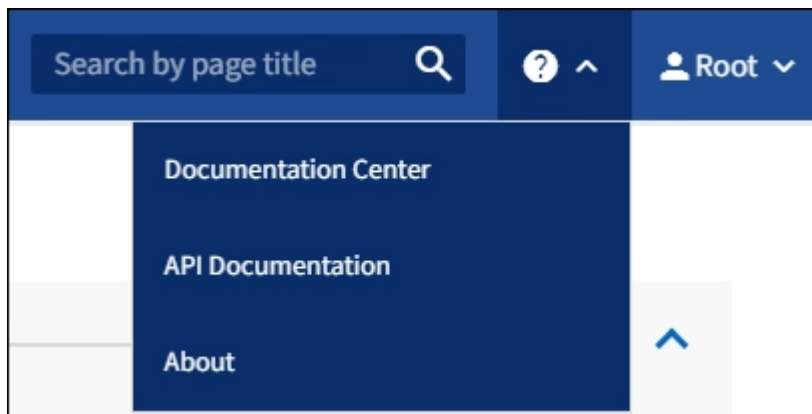 Search by page title
Root
Documentation Center
API Documentation
About